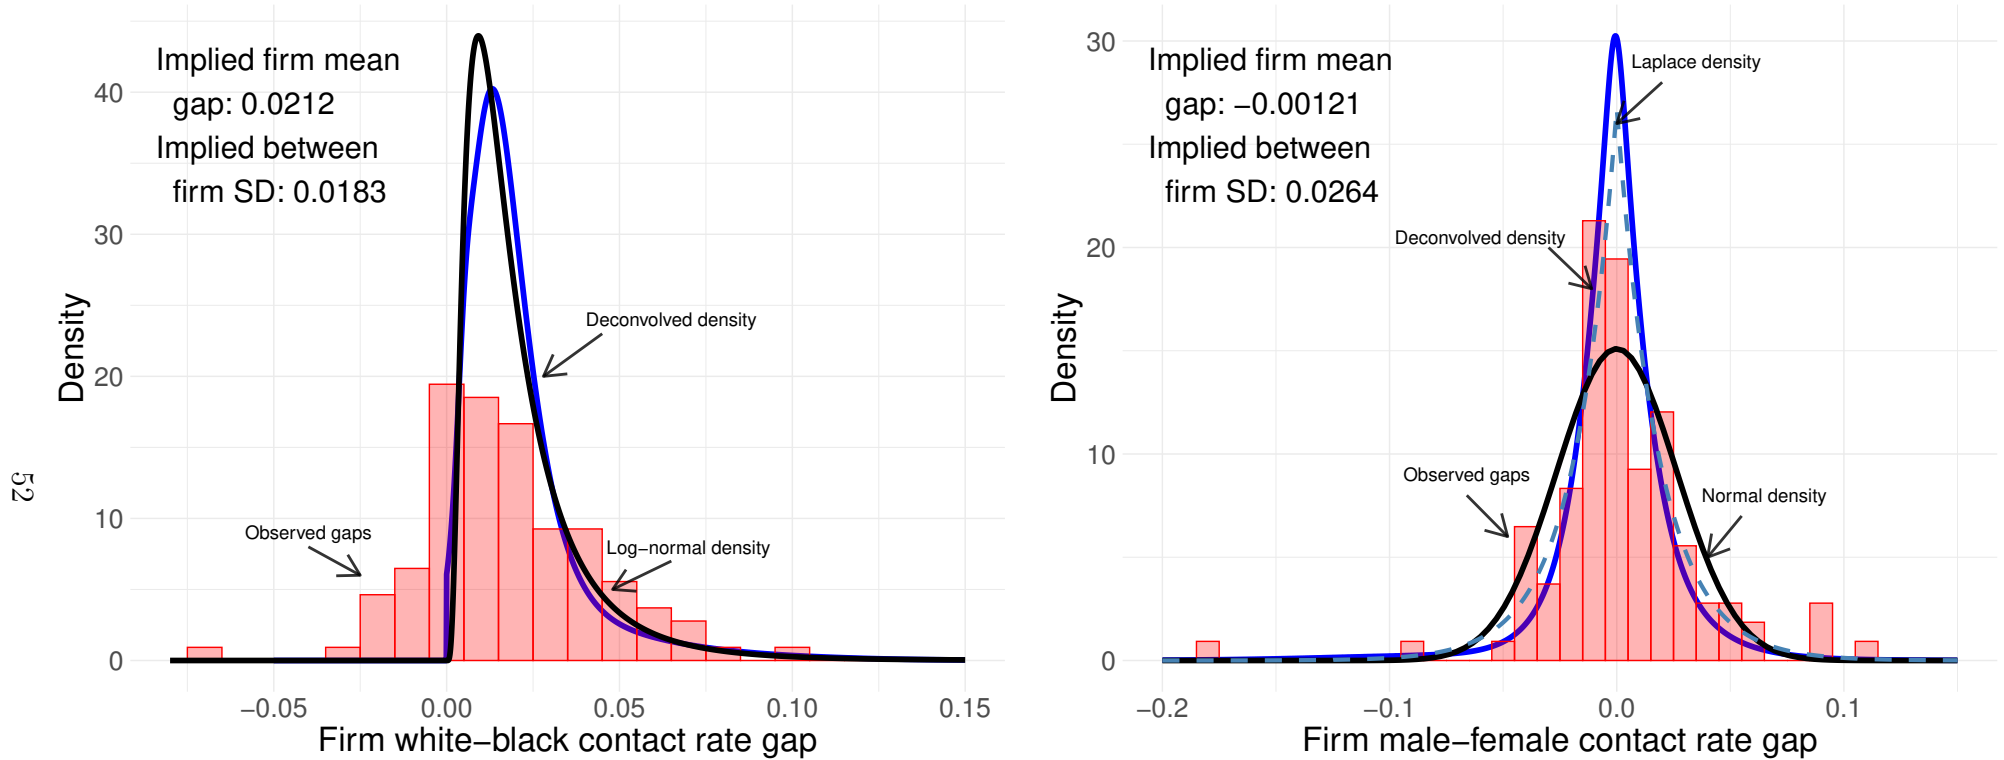 Implied firm mean
gap: 0.0212
Implied between
firm SD: 0.0183
40
30
20
10
0
Density
Deconvolved density
Observed gaps
Log−normal density
−0.05
0.00
0.05
0.10
0.15
Firm white−black contact rate gap
52
Implied firm mean
gap: −0.00121
Implied between
firm SD: 0.0264
30
20
10
0
Density
Laplace density
Deconvolved density
Observed gaps
Normal density
−0.2
−0.1
0.0
0.1
Firm male−female contact rate gap